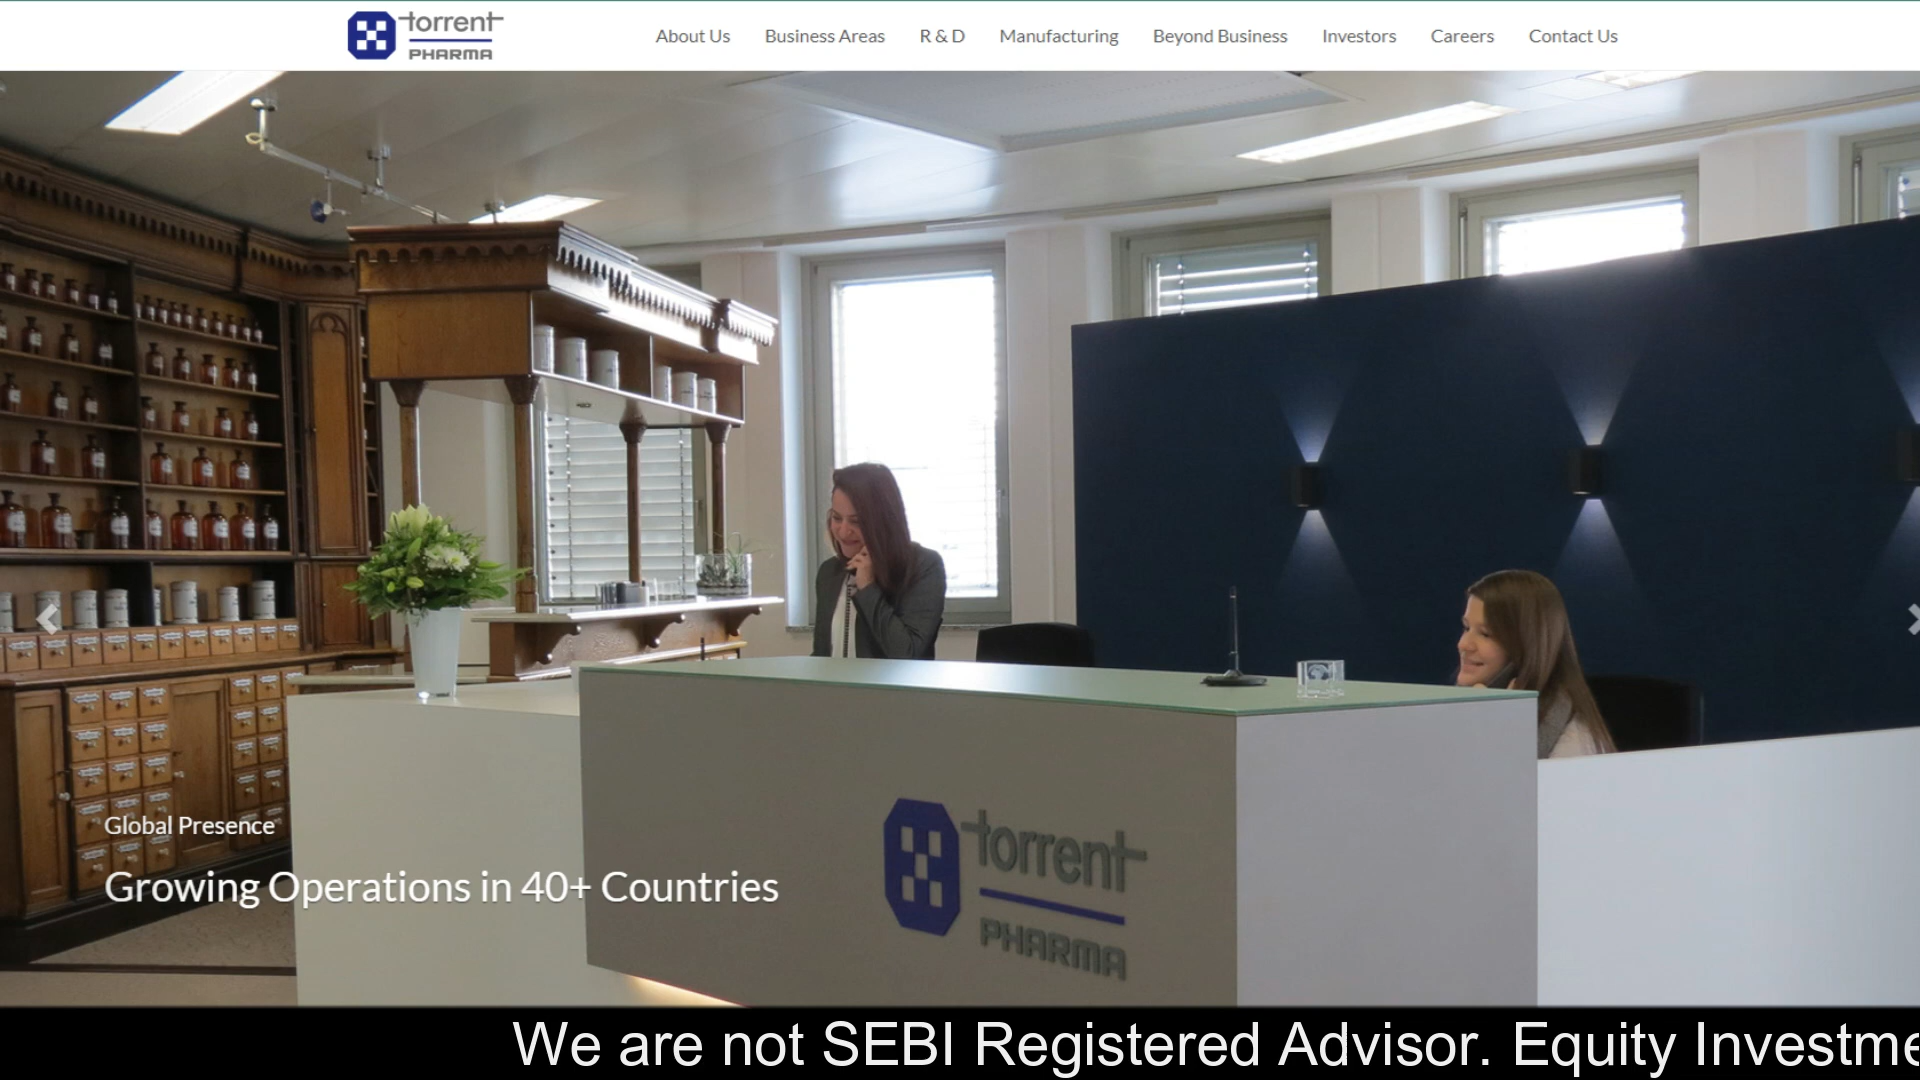 torrent
PHARMA
About Us Business Areas R & D Manufacturing Beyond Business Investors Careers Contact Us
Global Presence
Growing Operations in 40+ Countries
torrent
PHARMA
We are not SEBI Registered Advisor. Equity Investme